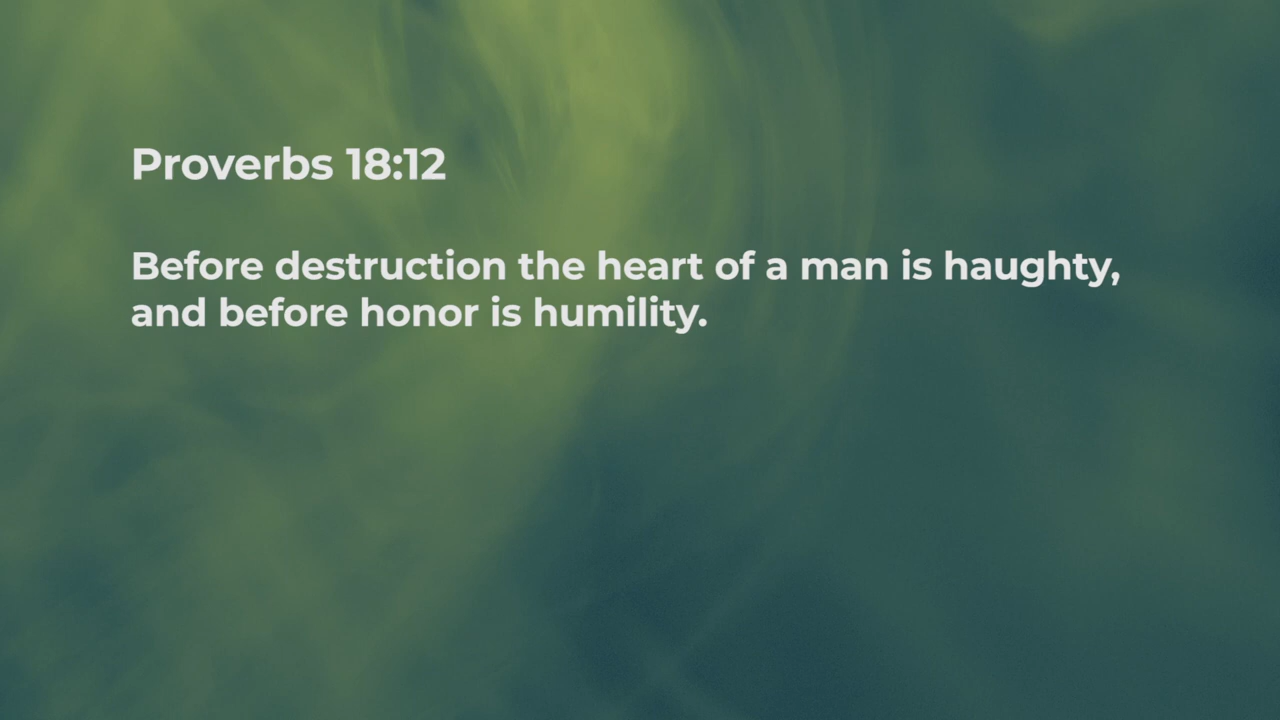 Proverbs 18:12
Before destruction the heart of a man is haughty,
and before honor is humility.